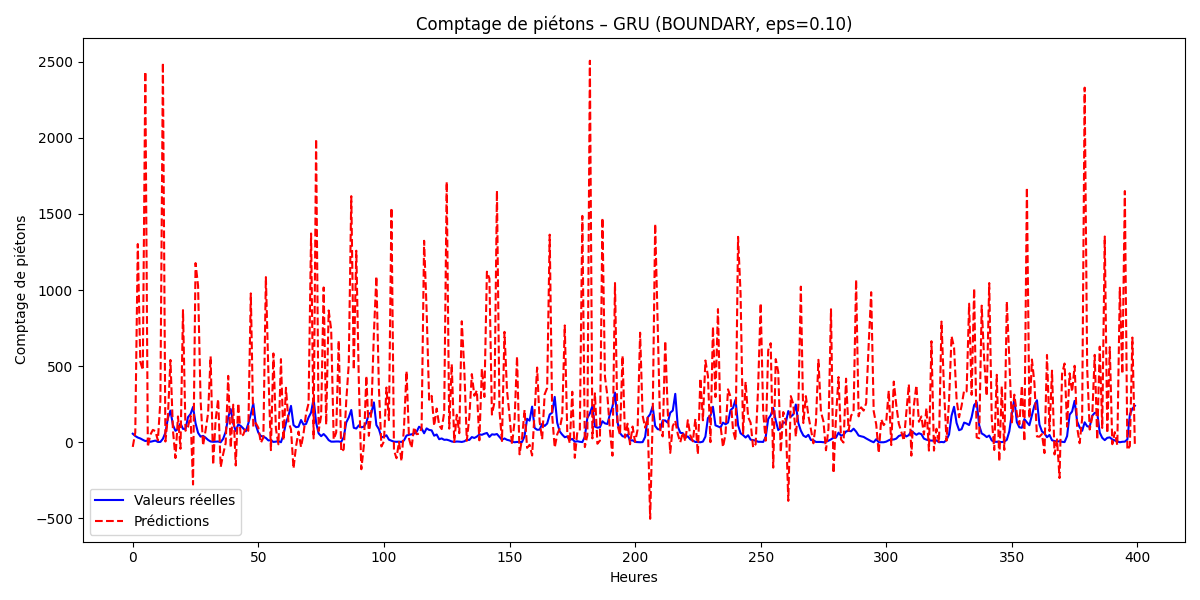 Comptage de piétons – GRU (BOUNDARY, eps=0.10)
Comptage de piétons
2500
2000
1500
1000
500
0
−500
Valeurs réelles
Prédictions
0 50 100 150 200 250 300 350 400
Heures